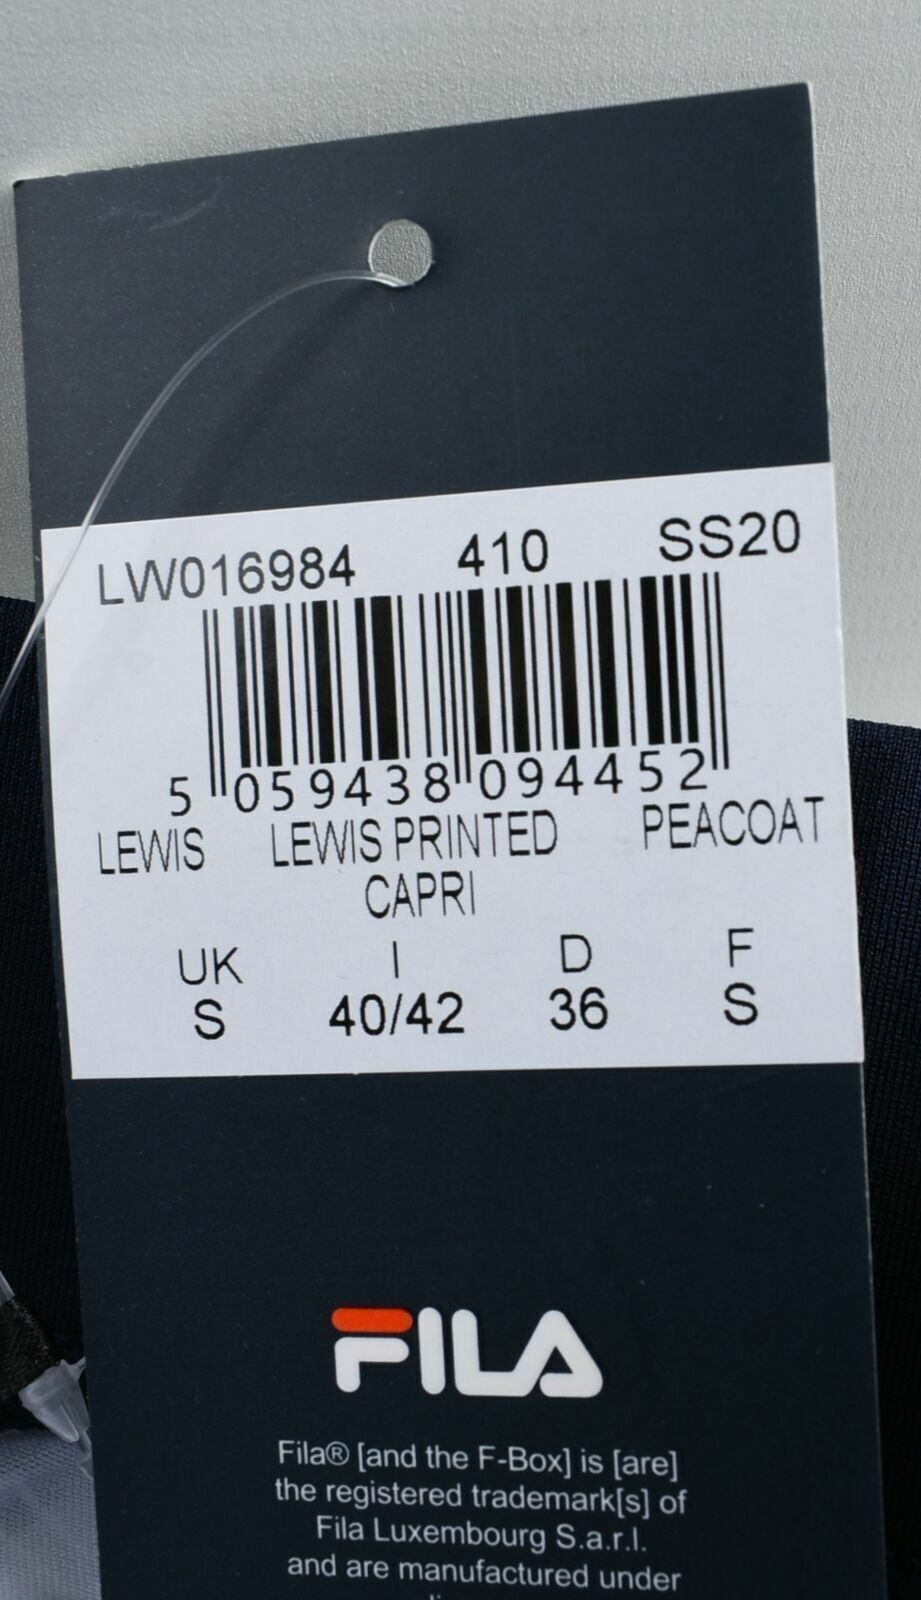 LW016984 410 SS20
5 059438 094452
LEWIS LEWIS PRINTED PEACOAT
CAPRI
UK I D F
S 40/42 36 S
FILA
Fila® [and the F-Box] is [are]
the registered trademark[s] of
Fila Luxembourg S.a.r.l.
and are manufactured under